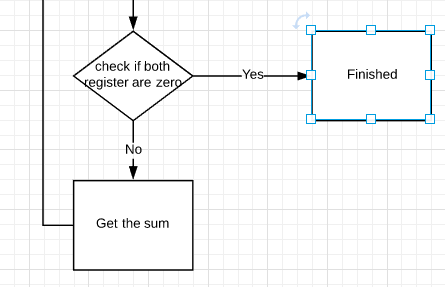 check if both
register are zero
Yes
Finished
No
Get the sum